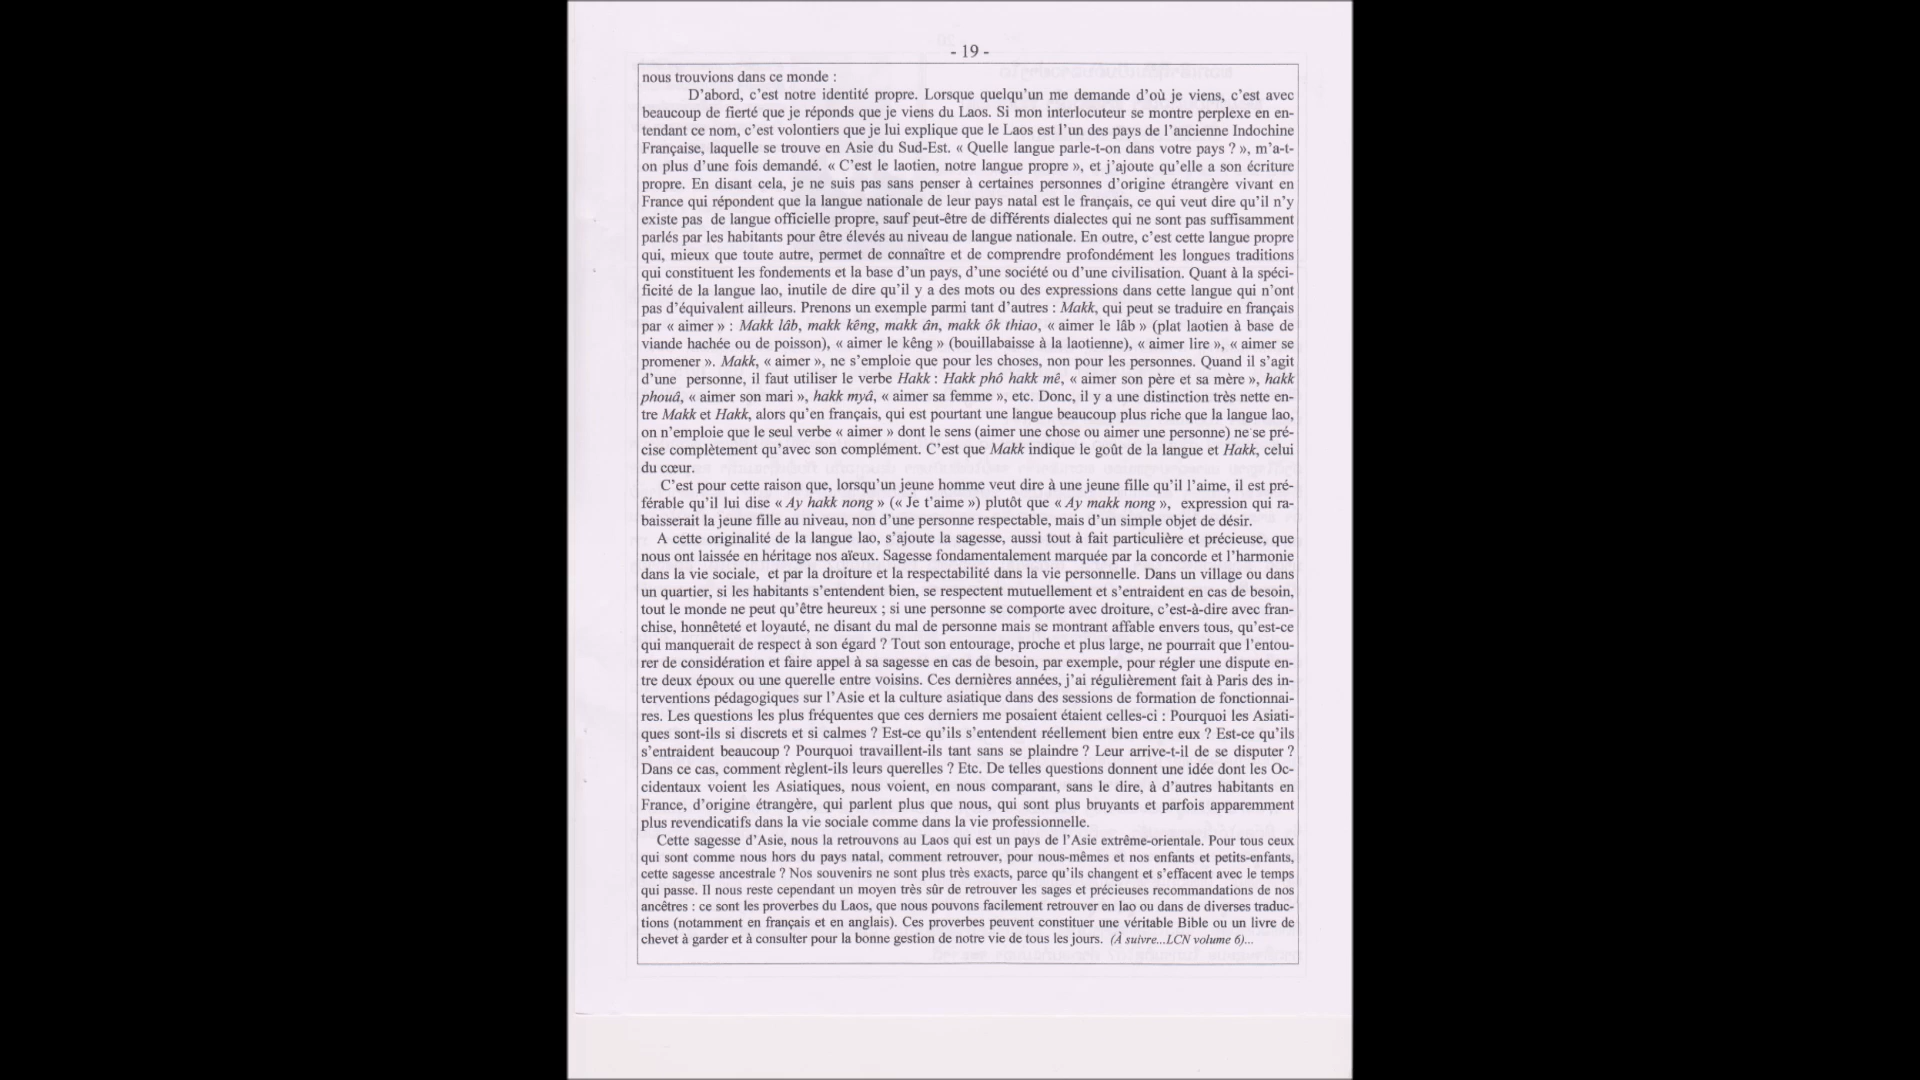 - 19 -
nous trouvions dans ce monde :
D’abord, c’est notre identité propre. Lorsque quelqu’un me demande d’où je viens, c’est avec
beaucoup de fierté que je réponds que je viens du Laos. Si mon interlocuteur se montre perplexe en en-
tendant ce nom, c’est volontiers que je lui explique que le Laos est l’un des pays de l’ancienne Indochine
Française, laquelle se trouve en Asie du Sud-Est. « Quelle langue parle-t-on dans votre pays ? », m’a-t-
on plus d’une fois demandé. « C’est le laotien, notre langue propre », et j’ajoute qu’elle a son écriture
propre. En disant cela, je ne suis pas sans penser à certaines personnes d’origine étrangère vivant en
France qui répondent que la langue nationale de leur pays natal est le français, ce qui veut dire qu’il n’y
existe pas de langue officielle propre, sauf peut-être de différents dialectes qui ne sont pas suffisamment
parlés par les habitants pour être élevés au niveau de langue nationale. En outre, c’est cette langue propre
qui, mieux que toute autre, permet de connaître et de comprendre profondément les longues traditions
qui constituent les fondements et la base d’un pays, d’une société ou d’une civilisation. Quant à la spéci-
ficité de la langue lao, inutile de dire qu’il y a des mots ou des expressions dans cette langue qui n’ont
pas d’équivalent ailleurs. Prenons un exemple parmi tant d’autres : Makk, qui peut se traduire en français
par « aimer » : Makk lâb, makk kêng, makk ân, makk ôk thiao, « aimer le lâb » (plat laotien à base de
viande hachée ou de poisson), « aimer le kêng » (bouillabaisse à la laotienne), « aimer lire », « aimer se
promener ». Makk, « aimer », ne s’emploie que pour les choses, non pour les personnes. Quand il s’agit
d’une personne, il faut utiliser le verbe Hakk : Hakk phô hakk mê, « aimer son père et sa mère », hakk
phouâ, « aimer son mari », hakk myâ, « aimer sa femme », etc. Donc, il y a une distinction très nette en-
tre Makk et Hakk, alors qu’en français, qui est pourtant une langue beaucoup plus riche que la langue lao,
on n’emploie que le seul verbe « aimer » dont le sens (aimer une chose ou aimer une personne) ne se pré-
cise complètement qu’avec son complément. C’est que Makk indique le goût de la langue et Hakk, celui
du cœur.
C’est pour cette raison que, lorsqu’un jeune homme veut dire à une jeune fille qu’il l’aime, il est pré-
férable qu’il lui dise « Ay hakk nong » (« Je t’aime ») plutôt que « Ay makk nong », expression qui ra-
baisserait la jeune fille au niveau, non d’une personne respectable, mais d’un simple objet de désir.
A cette originalité de la langue lao, s’ajoute la sagesse, aussi tout à fait particulière et précieuse, que
nous ont laissée en héritage nos aïeux. Sagesse fondamentalement marquée par la concorde et l’harmonie
dans la vie sociale, et par la droiture et la respectabilité dans la vie personnelle. Dans un village ou dans
un quartier, si les habitants s’entendent bien, se respectent mutuellement et s’entraident en cas de besoin,
tout le monde ne peut qu’être heureux ; si une personne se comporte avec droiture, c’est-à-dire avec fran-
chise, honnêteté et loyauté, ne disant du mal de personne mais se montrant affable envers tous, qu’est-ce
qui manquerait de respect à son égard ? Tout son entourage, proche et plus large, ne pourrait que l’entou-
rer de considération et faire appel à sa sagesse en cas de besoin, par exemple, pour régler une dispute en-
tre deux époux ou une querelle entre voisins. Ces dernières années, j’ai régulièrement fait à Paris des in-
terventions pédagogiques sur l’Asie et la culture asiatique dans des sessions de formation de fonctionnai-
res. Les questions les plus fréquentes que ces derniers me posaient étaient celles-ci : Pourquoi les Asiati-
ques sont-ils si discrets et si calmes ? Est-ce qu’ils s’entendent réellement bien entre eux ? Est-ce qu’ils
s’entraident beaucoup ? Pourquoi travaillent-ils tant sans se plaindre ? Leur arrive-t-il de se disputer ?
Dans ce cas, comment règlent-ils leurs querelles ? Etc. De telles questions donnent une idée dont les Oc-
cidentaux voient les Asiatiques, nous voient, en nous comparant, sans le dire, à d’autres habitants en
France, d’origine étrangère, qui parlent plus que nous, qui sont plus bruyants et parfois apparemment
plus revendicatifs dans la vie sociale comme dans la vie professionnelle.
Cette sagesse d’Asie, nous la retrouvons au Laos qui est un pays de l’Asie extrême-orientale. Pour tous ceux
qui sont comme nous hors du pays natal, comment retrouver, pour nous-mêmes et nos enfants et petits-enfants,
cette sagesse ancestrale ? Nos souvenirs ne sont plus très exacts, parce qu’ils changent et s’effacent avec le temps
qui passe. Il nous reste cependant un moyen très sûr de retrouver les sages et précieuses recommandations de nos
ancêtres : ce sont les proverbes du Laos, que nous pouvons facilement retrouver en lao ou dans de diverses traduc-
tions (notamment en français et en anglais). Ces proverbes peuvent constituer une véritable Bible ou un livre de
chevet à garder et à consulter pour la bonne gestion de notre vie de tous les jours. (À suivre...LCN volume 6)...